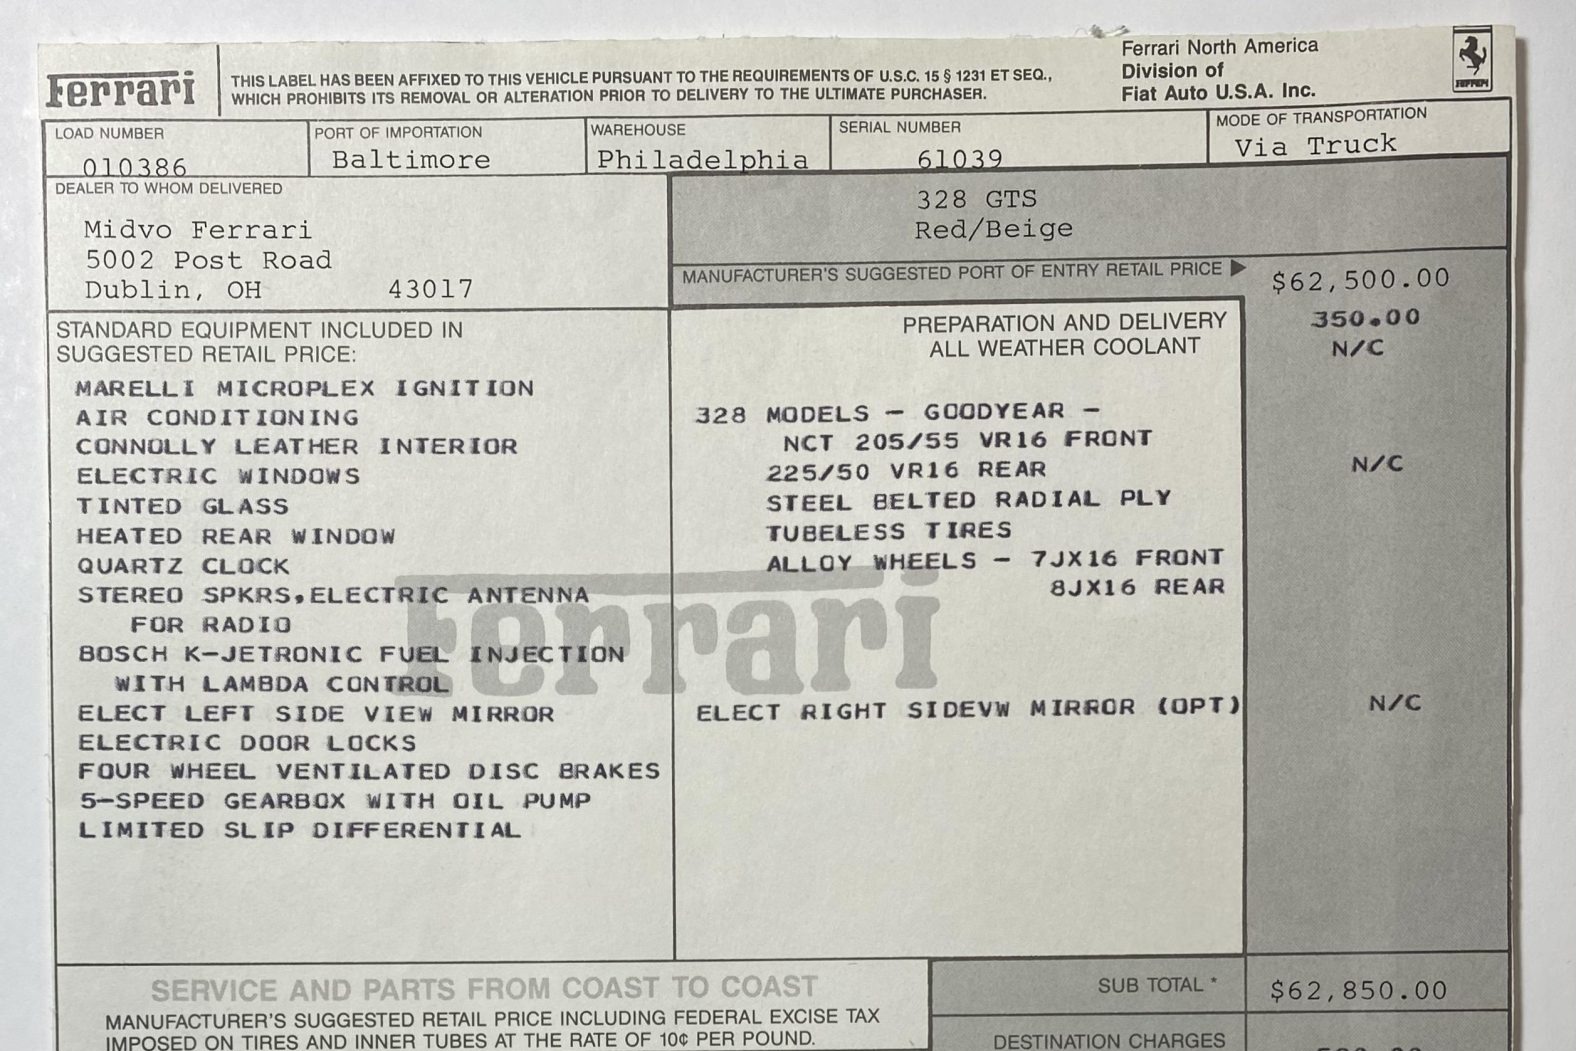 Ferrari
THIS LABEL HAS BEEN AFFIXED TO THIS VEHICLE PURSUANT TO THE REQUIREMENTS OF U.S.C. 15 § 1231 ET SEQ.,
WHICH PROHIBITS ITS REMOVAL OR ALTERATION PRIOR TO DELIVERY TO THE ULTIMATE PURCHASER.
Ferrari North America
Division of
Fiat Auto U.S.A. Inc.
FERRARI
LOAD NUMBER
010386
PORT OF IMPORTATION
Baltimore
WAREHOUSE
Philadelphia
SERIAL NUMBER
61039
MODE OF TRANSPORTATION
Via Truck
DEALER TO WHOM DELIVERED
Midvo Ferrari
5002 Post Road
Dublin, OH 43017
328 GTS
Red/Beige
MANUFACTURER'S SUGGESTED PORT OF ENTRY RETAIL PRICE ▶ $62,500.00
STANDARD EQUIPMENT INCLUDED IN
SUGGESTED RETAIL PRICE:
MARELLI MICROPLEX IGNITION
AIR CONDITIONING
CONNOLLY LEATHER INTERIOR
ELECTRIC WINDOWS
TINTED GLASS
HEATED REAR WINDOW
QUARTZ CLOCK
STEREO SPKRS,ELECTRIC ANTENNA
FOR RADIO
BOSCH K-JETRONIC FUEL INJECTION
WITH LAMBDA CONTROL
ELECT LEFT SIDE VIEW MIRROR
ELECTRIC DOOR LOCKS
FOUR WHEEL VENTILATED DISC BRAKES
5-SPEED GEARBOX WITH OIL PUMP
LIMITED SLIP DIFFERENTIAL
PREPARATION AND DELIVERY 350.00
ALL WEATHER COOLANT N/C
328 MODELS - GOODYEAR -
NCT 205/55 VR16 FRONT
225/50 VR16 REAR N/C
STEEL BELTED RADIAL PLY
TUBELESS TIRES
ALLOY WHEELS - 7JX16 FRONT
8JX16 REAR
Ferrari
ELECT RIGHT SIDEVW MIRROR (OPT) N/C
SERVICE AND PARTS FROM COAST TO COAST
MANUFACTURER'S SUGGESTED RETAIL PRICE INCLUDING FEDERAL EXCISE TAX
IMPOSED ON TIRES AND INNER TUBES AT THE RATE OF 10¢ PER POUND.
SUB TOTAL * $62,850.00
DESTINATION CHARGES